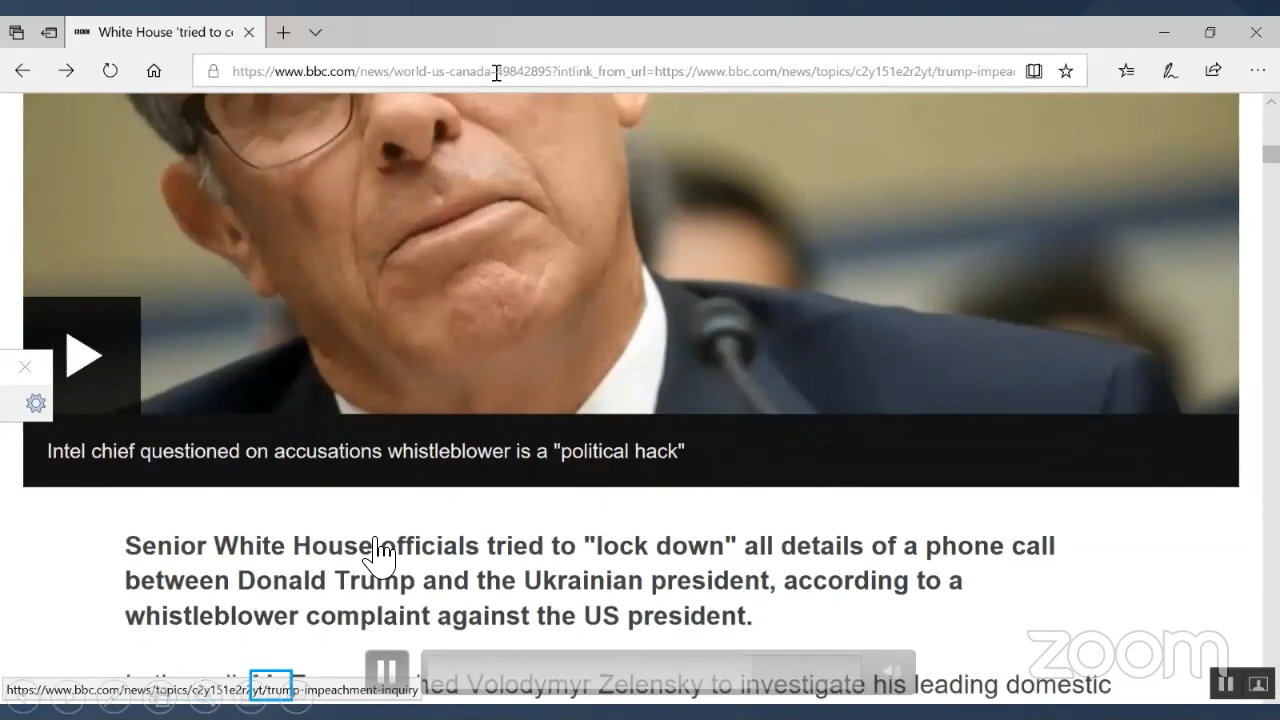 BBC
White House 'tried to cc
https://www.bbc.com/news/world-us-canada-49842895?intlink_from_url=https://www.bbc.com/news/topics/c2y151e2r2yt/trump-impeac
Intel chief questioned on accusations whistleblower is a "political hack"
Senior White House officials tried to "lock down" all details of a phone call
between Donald Trump and the Ukrainian president, according to a
whistleblower complaint against the US president.
zoom
Volodymyr Zelensky to investigate his leading domestic
https://www.bbc.com/news/topics/c2y151e2r2yt/trump-impeachment-inquiry